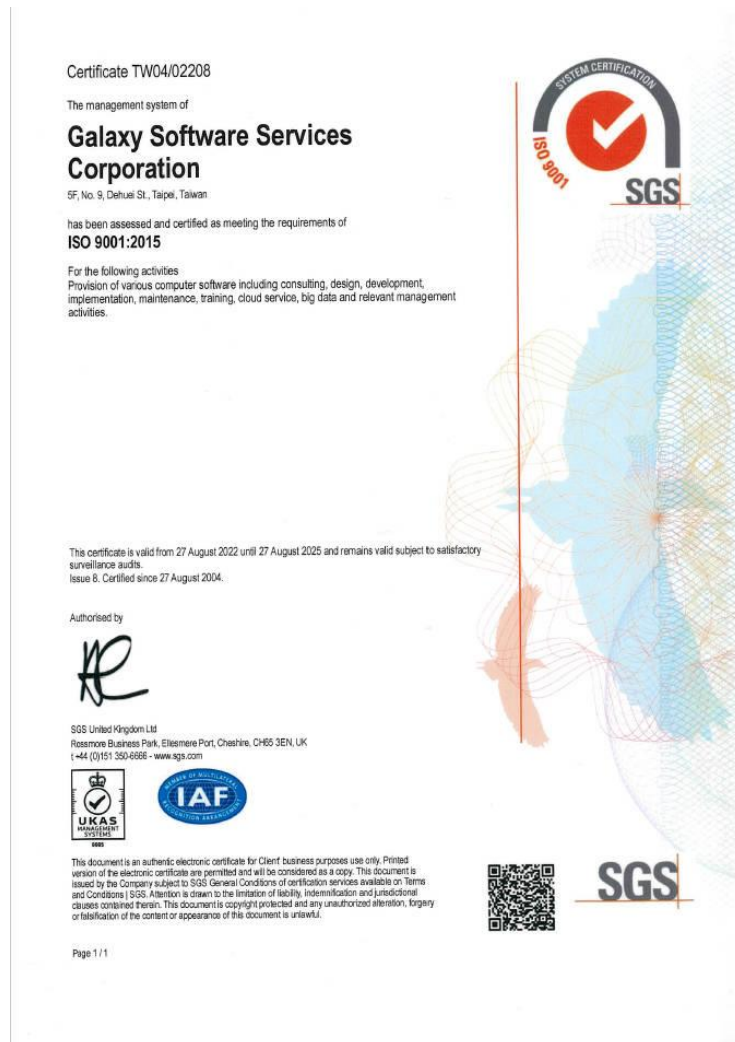 Certificate TW04/02208
The management system of
Galaxy Software Services
Corporation
5F, No. 9, Dehuei St., Taipei, Taiwan
has been assessed and certified as meeting the requirements of
ISO 9001:2015
For the following activities
Provision of various computer software including consulting, design, development,
implementation, maintenance, training, cloud service, big data and relevant management
activities.
This certificate is valid from 27 August 2022 until 27 August 2025 and remains valid subject to satisfactory
surveillance audits.
Issue 8. Certified since 27 August 2004.
Authorised by
SGS United Kingdom Ltd
Rossmore Business Park, Ellesmere Port, Cheshire, CH65 3EN, UK
t +44 (0)151 350-6666 - www.sgs.com
UKAS
MANAGEMENT
SYSTEMS
0005
MEMBER OF MULTILATERAL
IAF
RECOGNITION ARRANGEMENT
This document is an authentic electronic certificate for Client' business purposes use only. Printed
version of the electronic certificate are permitted and will be considered as a copy. This document is
issued by the Company subject to SGS General Conditions of certification services available on Terms
and Conditions | SGS. Attention is drawn to the limitation of liability, indemnification and jurisdictional
clauses contained therein. This document is copyright protected and any unauthorized alteration, forgery
or falsification of the content or appearance of this document is unlawful.
Page 1 / 1
SYSTEM CERTIFICATION
ISO 9001
SGS
SGS